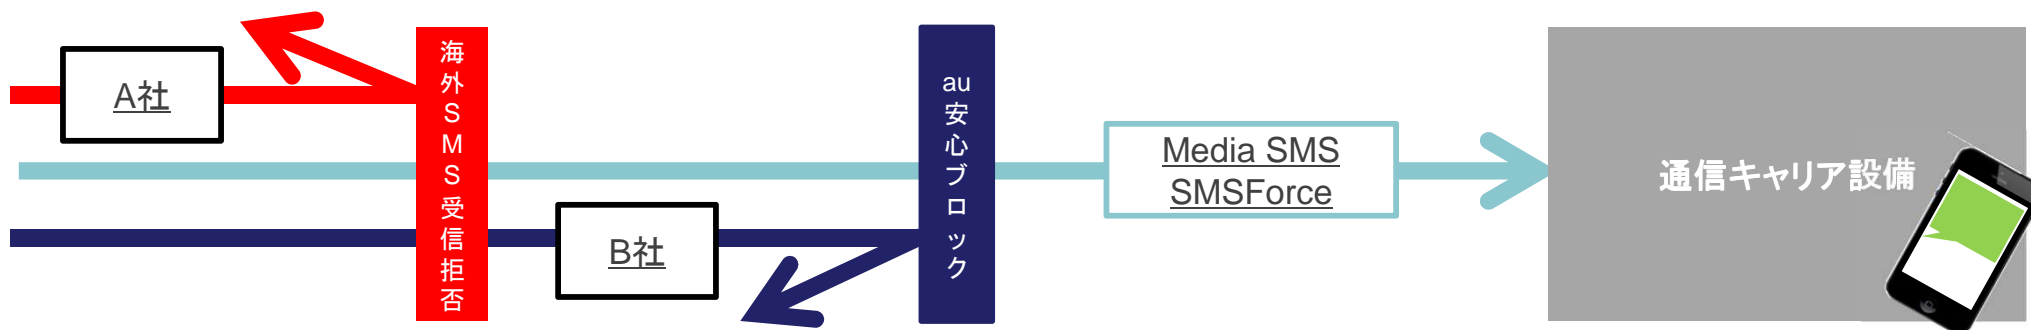 A社
海外SMS受信拒否
B社
au安心ブロック
Media SMS
SMSForce
通信キャリア設備